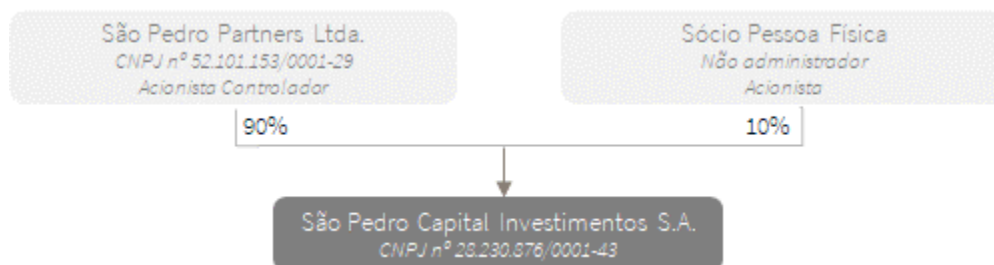 São Pedro Partners Ltda.
CNPJ nº 52.101.153/0001-29
Acionista Controlador
Sócio Pessoa Física
Não administrador
Acionista
90%
10%
São Pedro Capital Investimentos S.A.
CNPJ nº 28.230.876/0001-43